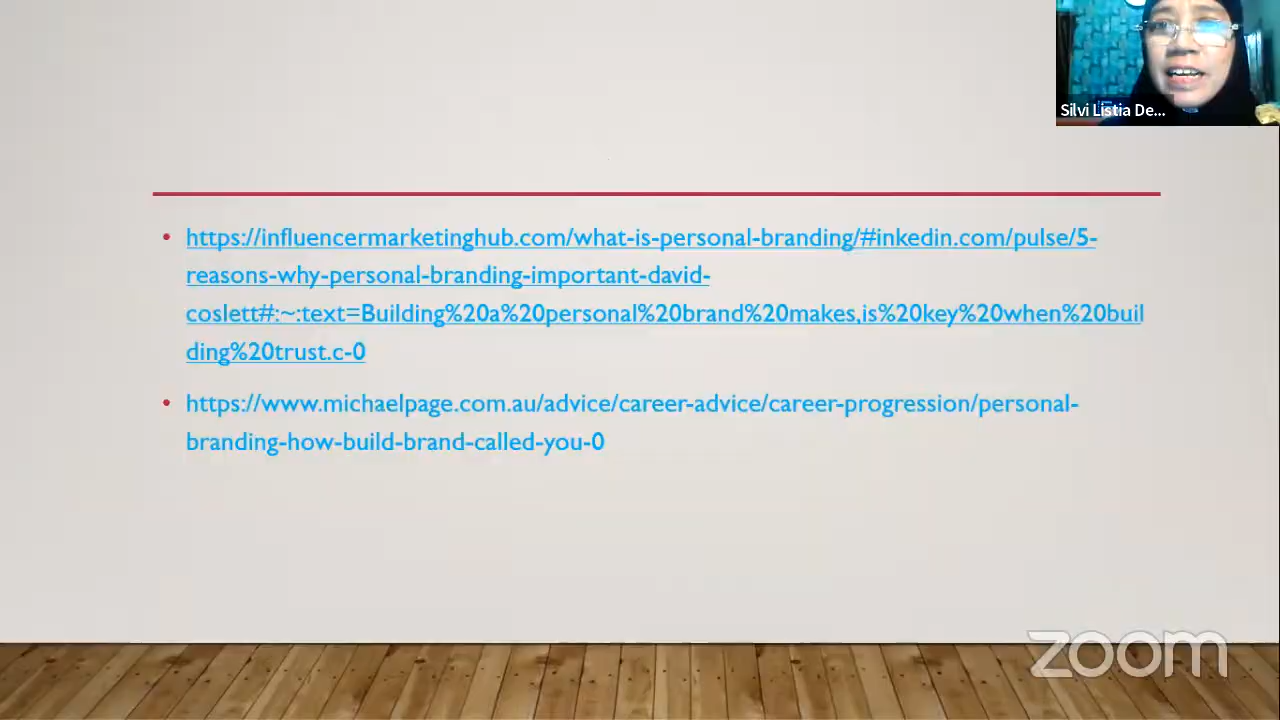 Silvi Listia De...
• https://influencermarketinghub.com/what-is-personal-branding/#inkedin.com/pulse/5-
reasons-why-personal-branding-important-david-
coslett#:~:text=Building%20a%20personal%20brand%20makes,is%20key%20when%20buil
ding%20trust.c-0
• https://www.michaelpage.com.au/advice/career-advice/career-progression/personal-
branding-how-build-brand-called-you-0
zoom